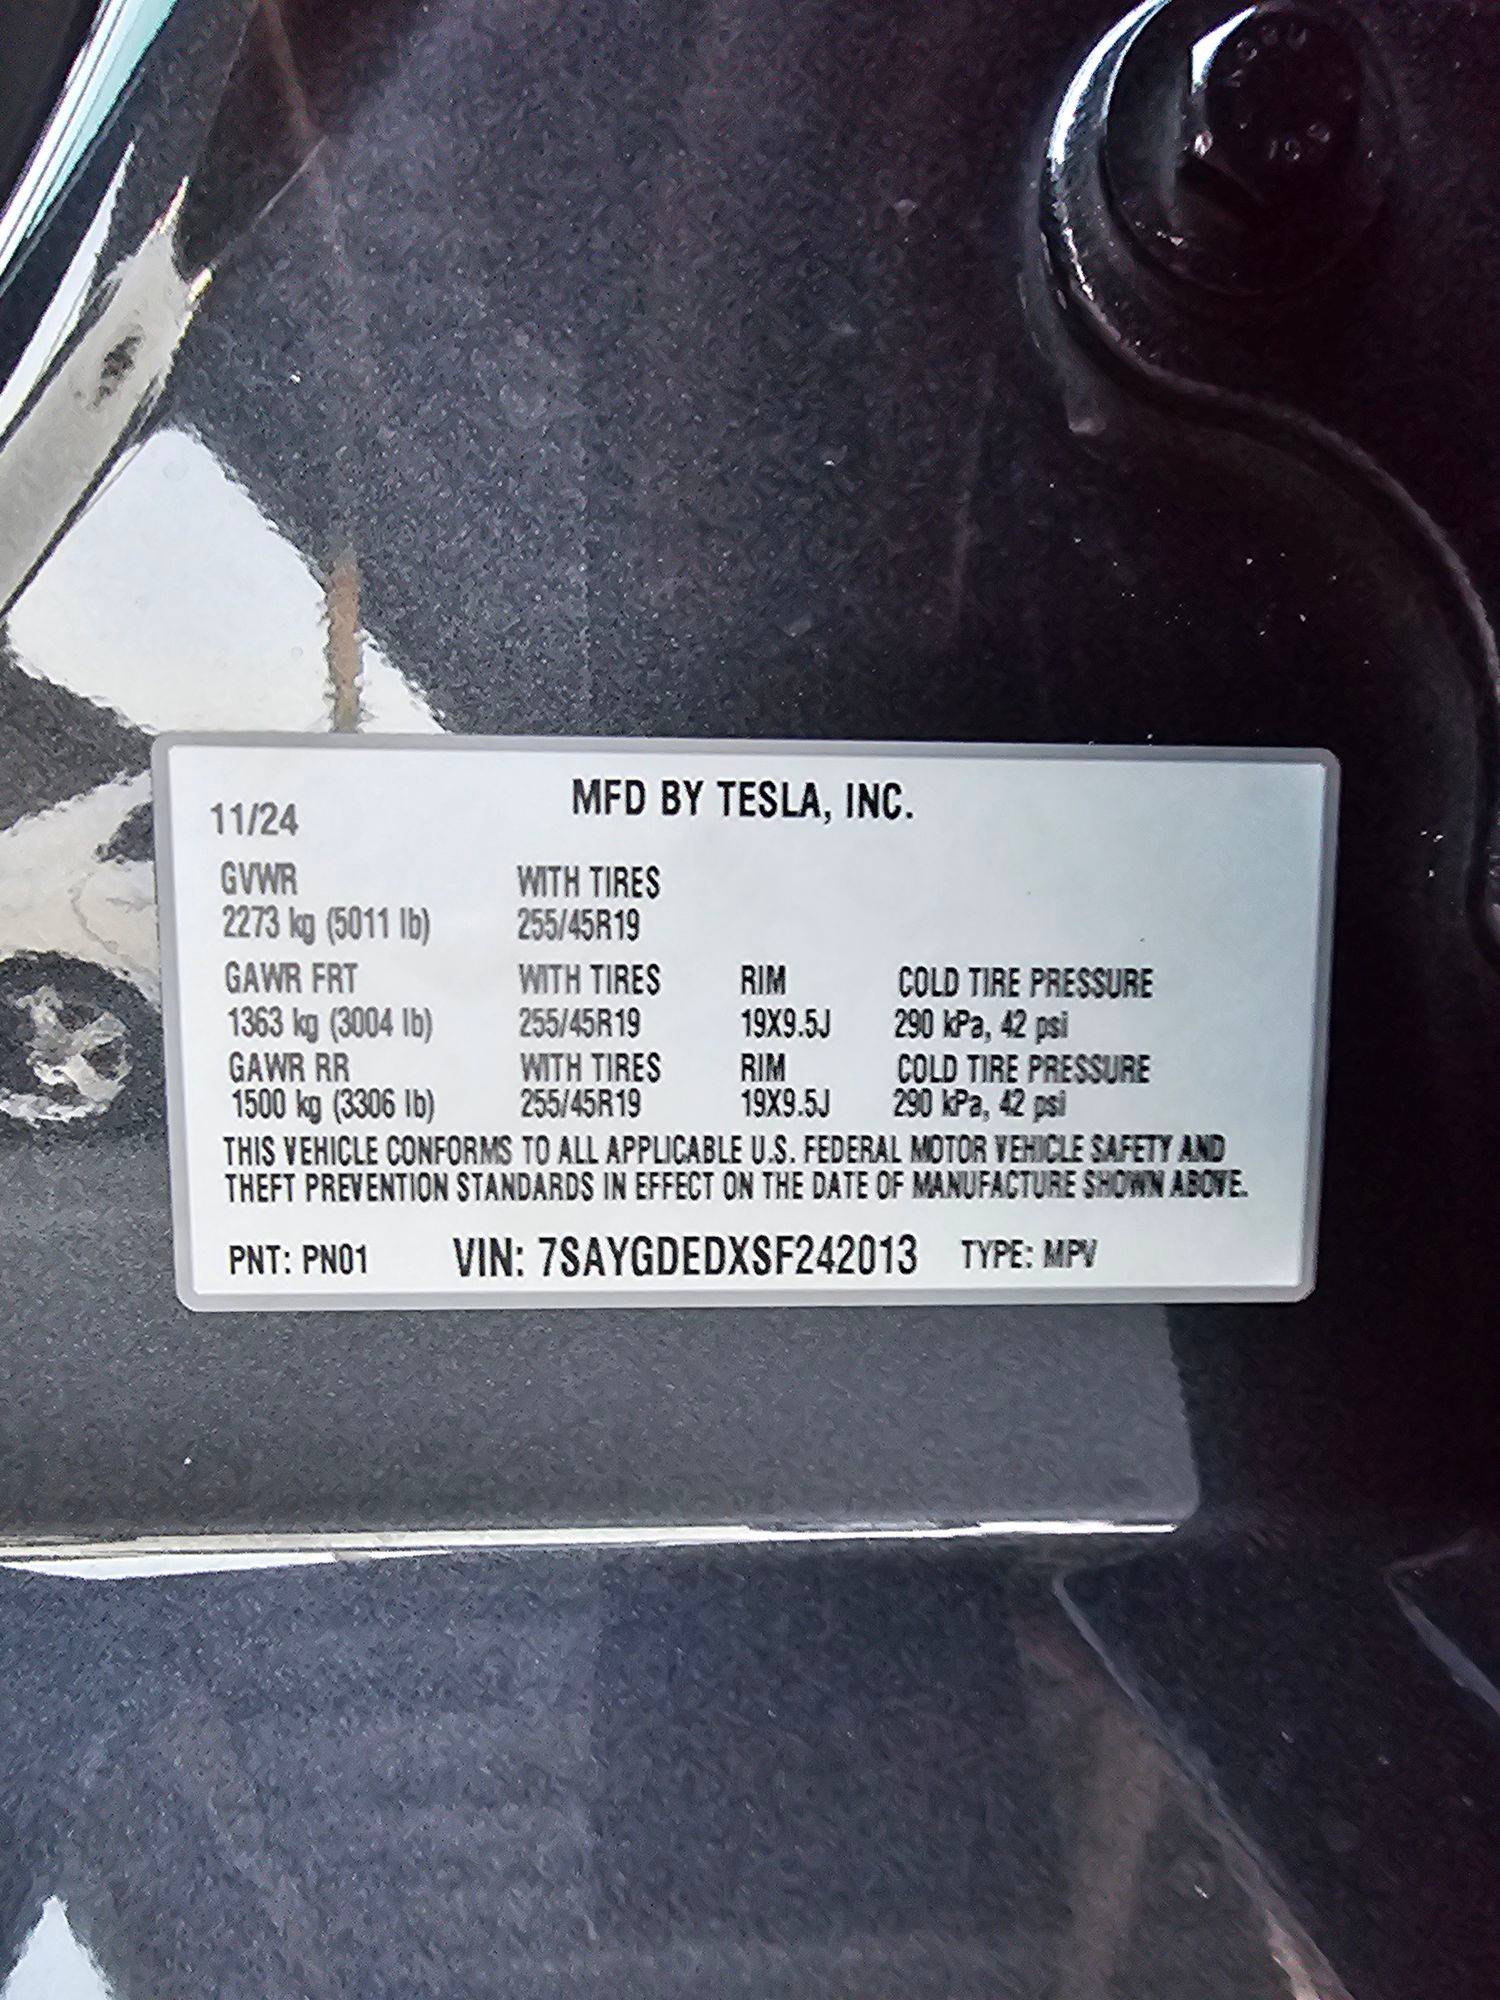 MFD BY TESLA, INC.
11/24
GVWR WITH TIRES
2273 kg (5011 lb) 255/45R19
GAWR FRT WITH TIRES RIM COLD TIRE PRESSURE
1363 kg (3004 lb) 255/45R19 19X9.5J 290 kPa, 42 psi
GAWR RR WITH TIRES RIM COLD TIRE PRESSURE
1500 kg (3306 lb) 255/45R19 19X9.5J 290 kPa, 42 psi
THIS VEHICLE CONFORMS TO ALL APPLICABLE U.S. FEDERAL MOTOR VEHICLE SAFETY AND
THEFT PREVENTION STANDARDS IN EFFECT ON THE DATE OF MANUFACTURE SHOWN ABOVE.
PNT: PN01 VIN: 7SAYGDEDXSF242013 TYPE: MPV